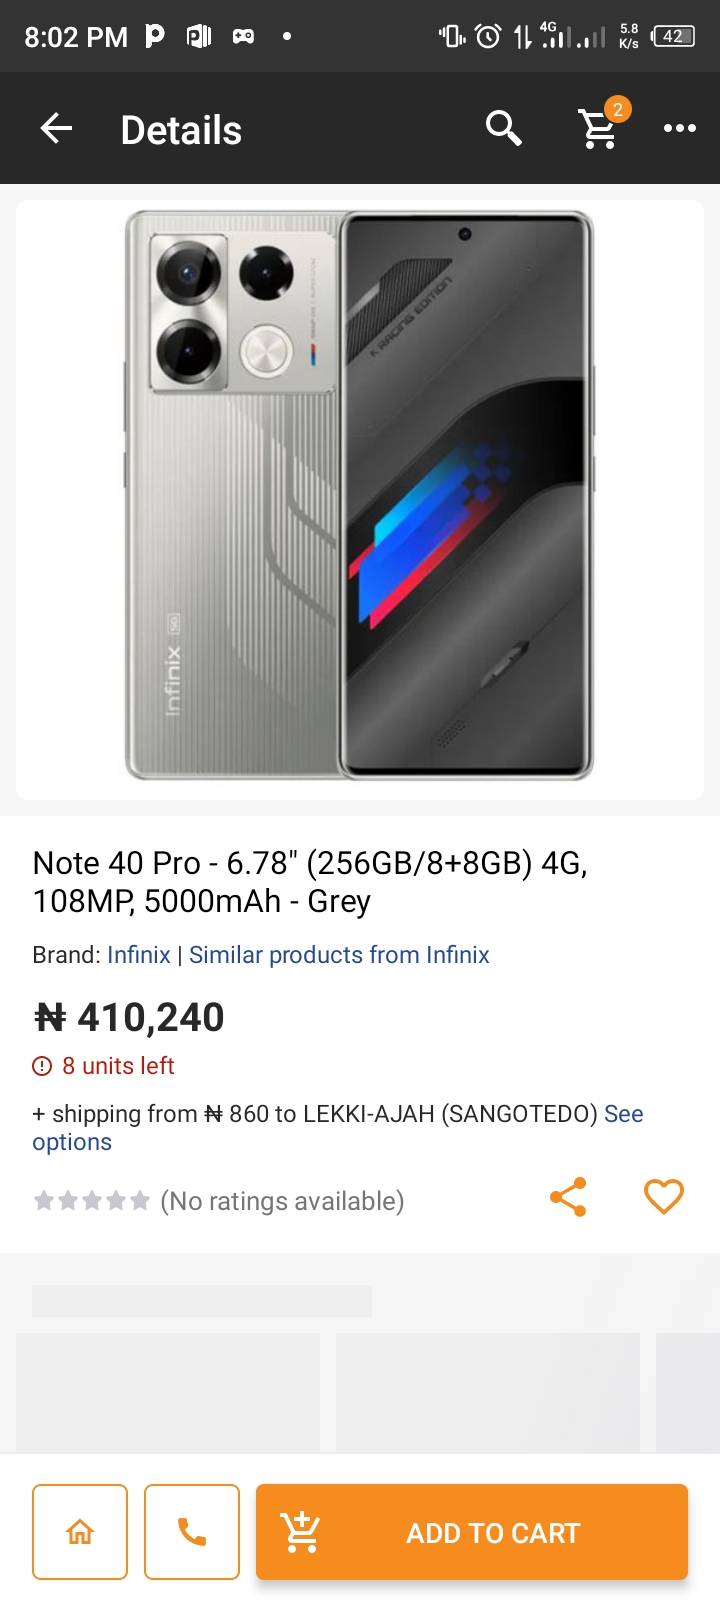 8:02 PM
4G
5.8
K/s
42
Details
2
K RACING EDITION
Infinix 5G
Note 40 Pro - 6.78" (256GB/8+8GB) 4G,
108MP, 5000mAh - Grey
Brand: Infinix | Similar products from Infinix
₦ 410,240
8 units left
+ shipping from ₦ 860 to LEKKI-AJAH (SANGOTEDO) See
options
(No ratings available)
ADD TO CART